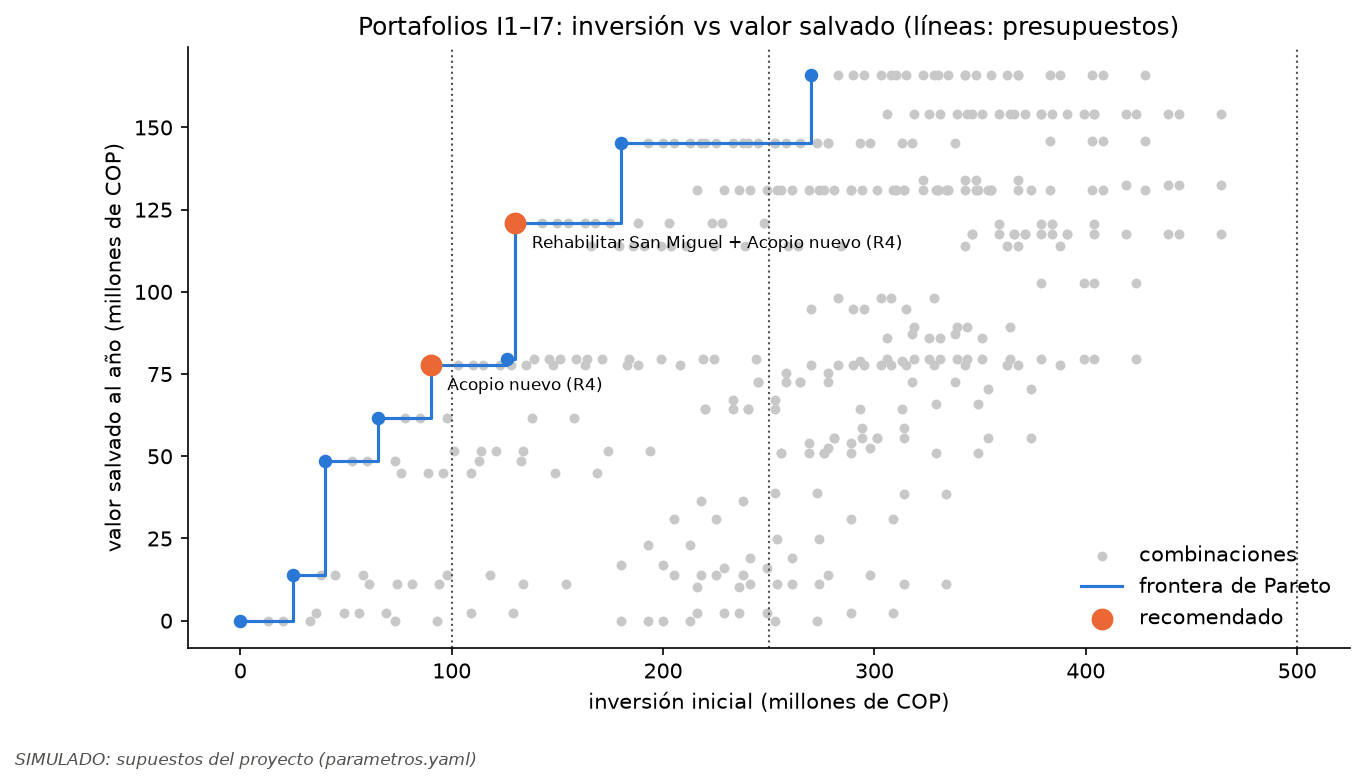 Portafolios I1–I7: inversión vs valor salvado (líneas: presupuestos)
valor salvado al año (millones de COP)
150
125
100
75
50
25
0
Rehabilitar San Miguel + Acopio nuevo (R4)
Acopio nuevo (R4)
combinaciones
frontera de Pareto
recomendado
0 100 200 300 400 500
inversión inicial (millones de COP)
SIMULADO: supuestos del proyecto (parametros.yaml)